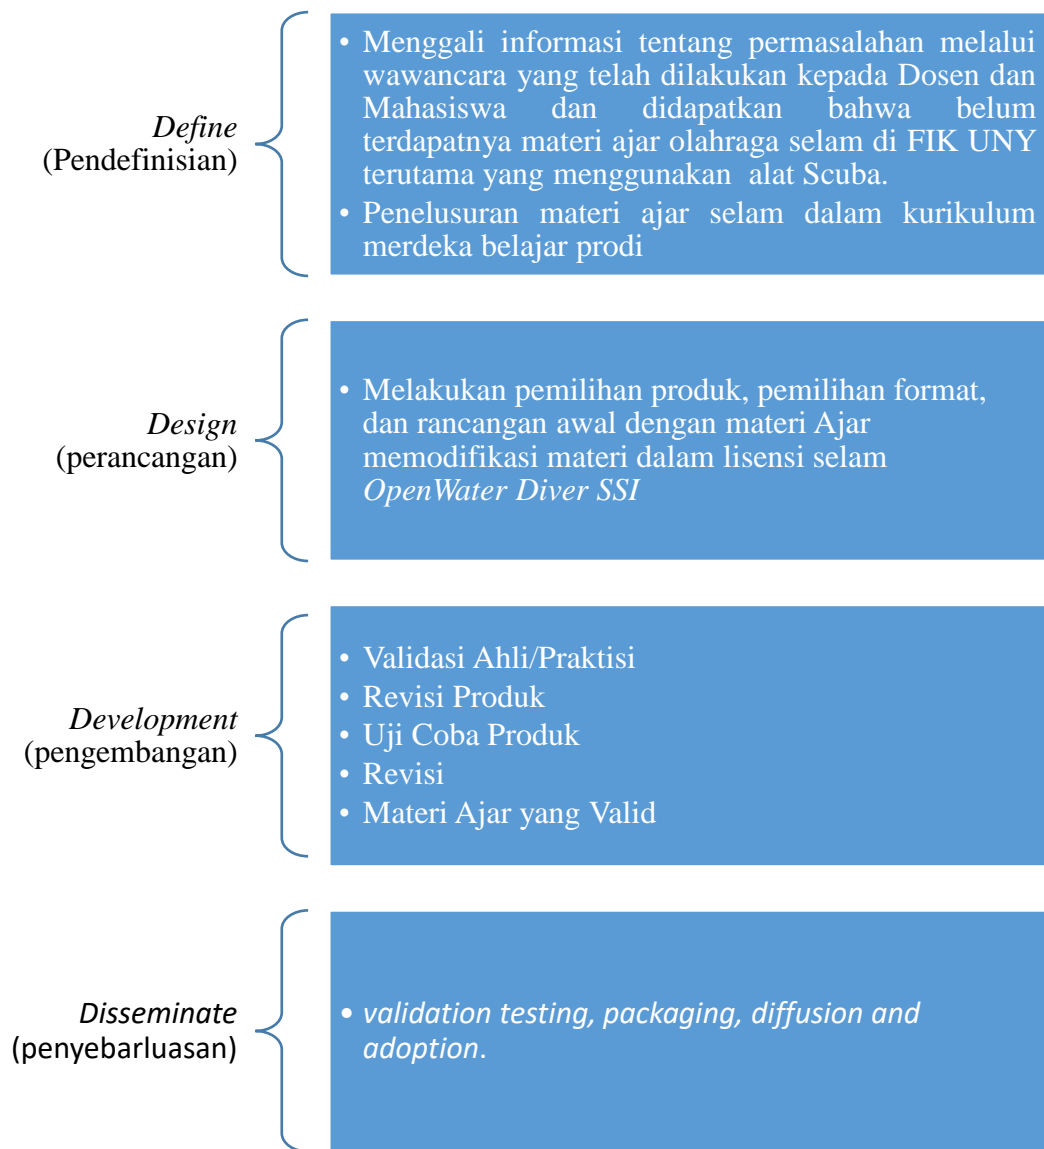 Define
(Pendefinisian)
• Menggali informasi tentang permasalahan melalui
wawancara yang telah dilakukan kepada Dosen dan
Mahasiswa dan didapatkan bahwa belum
terdapatnya materi ajar olahraga selam di FIK UNY
terutama yang menggunakan alat Scuba.
• Penelusuran materi ajar selam dalam kurikulum
merdeka belajar prodi
Design
(perancangan)
• Melakukan pemilihan produk, pemilihan format,
dan rancangan awal dengan materi Ajar
memodifikasi materi dalam lisensi selam
OpenWater Diver SSI
Development
(pengembangan)
• Validasi Ahli/Praktisi
• Revisi Produk
• Uji Coba Produk
• Revisi
• Materi Ajar yang Valid
Disseminate
(penyebarluasan)
• validation testing, packaging, diffusion and
adoption.